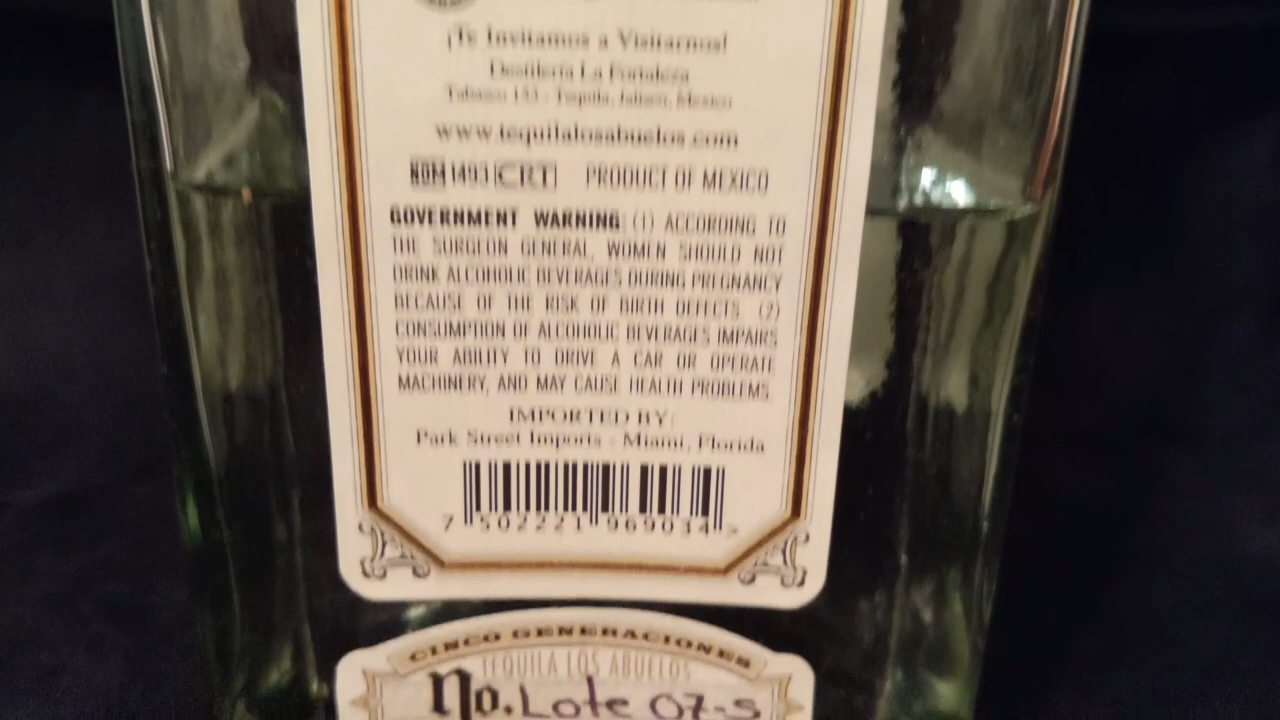 ¡Te Invitamos a Visitarnos!
Destilería La Fortaleza
Tabasco 133 - Tequila, Jalisco, Mexico
www.tequilalosabuelos.com
NOM 1493 CRT PRODUCT OF MEXICO
GOVERNMENT WARNING: (1) ACCORDING TO
THE SURGEON GENERAL, WOMEN SHOULD NOT
DRINK ALCOHOLIC BEVERAGES DURING PREGNANCY
BECAUSE OF THE RISK OF BIRTH DEFECTS. (2)
CONSUMPTION OF ALCOHOLIC BEVERAGES IMPAIRS
YOUR ABILITY TO DRIVE A CAR OR OPERATE
MACHINERY, AND MAY CAUSE HEALTH PROBLEMS.
IMPORTED BY:
Park Street Imports - Miami, Florida
7 502221 969034 >
CINCO GENERACIONES
TEQUILA LOS ABUELOS
No. Lote 07-S